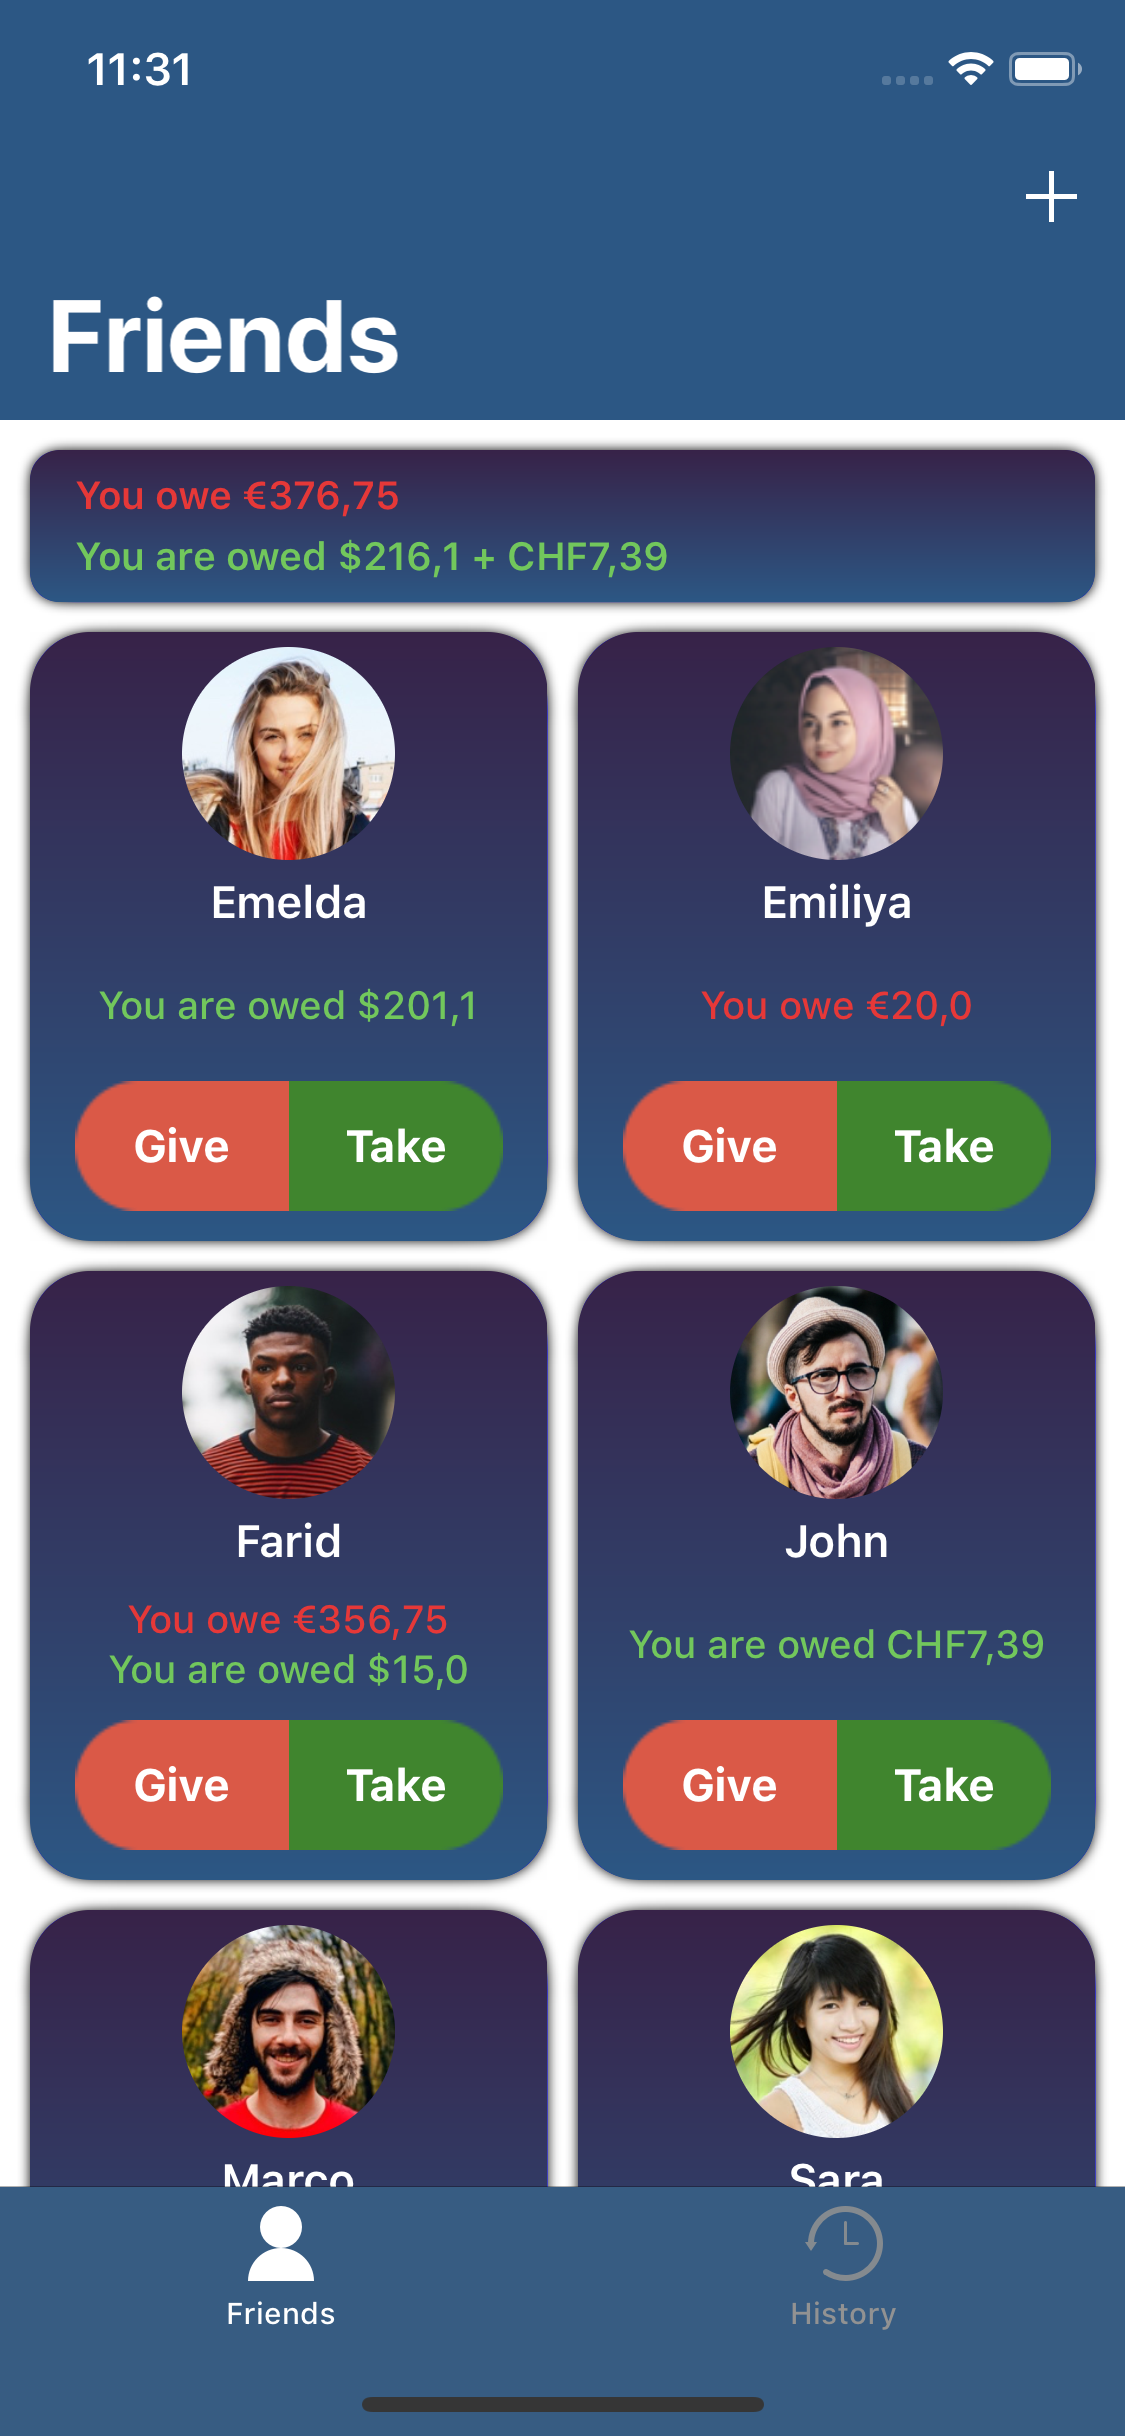 11:31
Friends
You owe €376,75
You are owed $216,1 + CHF7,39
Emelda
Emiliya
You are owed $201,1
You owe €20,0
Give Take
Give Take
Farid
John
You owe €356,75
You are owed $15,0
You are owed CHF7,39
Give Take
Give Take
Marco
Sara
Friends
History